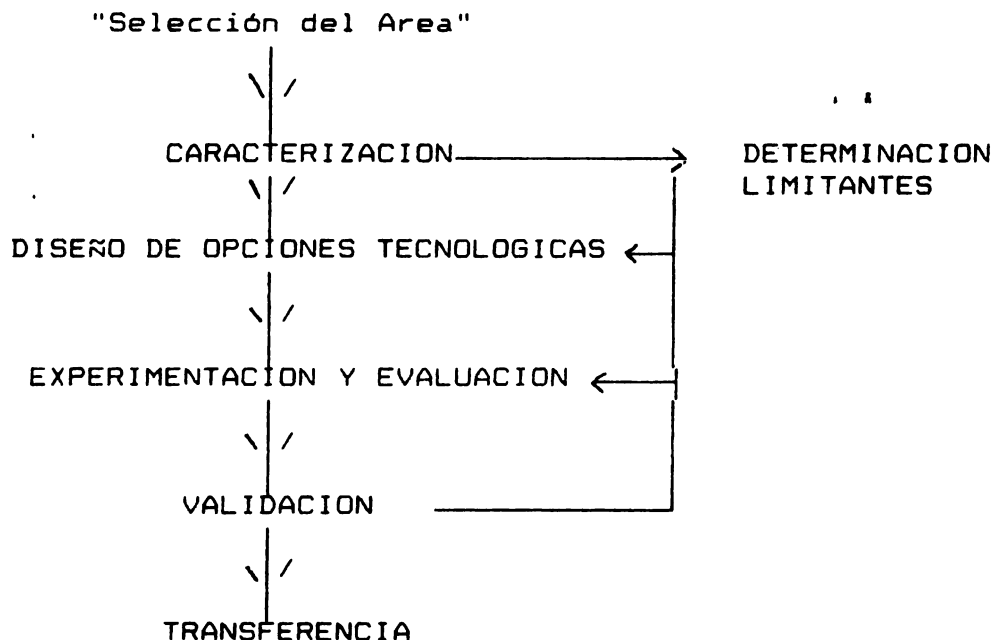 "Selección del Area"
CARACTERIZACION
DETERMINACION
LIMITANTES
DISEÑO DE OPCIONES TECNOLOGICAS
EXPERIMENTACION Y EVALUACION
VALIDACION
TRANSFERENCIA